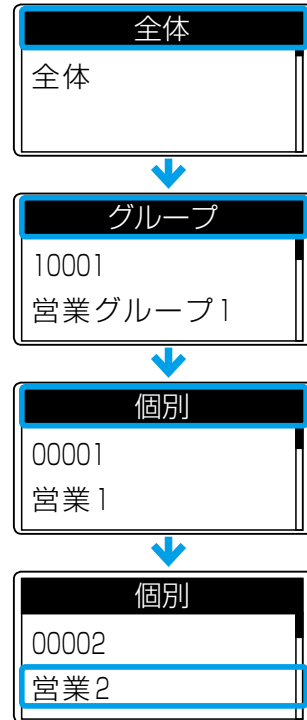 全体
全体
グループ
10001
営業グループ1
個別
00001
営業1
個別
00002
営業2